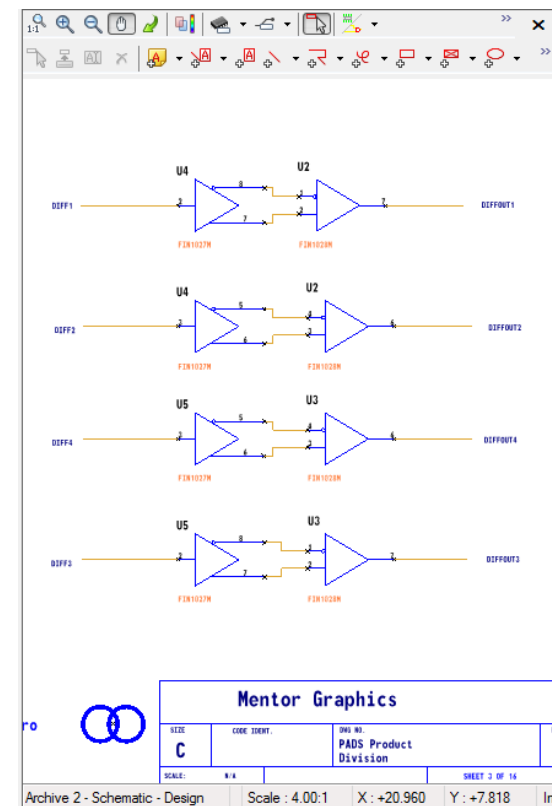 1:1
U4
U2
8
1
DIFF1
7
DIFFOUT1
7
2
FIN1027M
FIN1028M
U4
U2
5
4
DIFF2
6
DIFFOUT2
6
3
FIN1027M
FIN1028M
U5
U3
5
4
DIFF4
6
DIFFOUT4
6
3
FIN1027M
FIN1028M
U5
U3
8
1
DIFF3
7
DIFFOUT3
7
2
FIN1027M
FIN1028M
Mentor Graphics
ro
SIZE
CODE IDENT.
DWG NO.
C
PADS Product
Division
SCALE:
N/A
SHEET 3 OF 16
Archive 2 - Schematic - Design
Scale : 4.00:1
X : +20.960
Y : +7.818
In